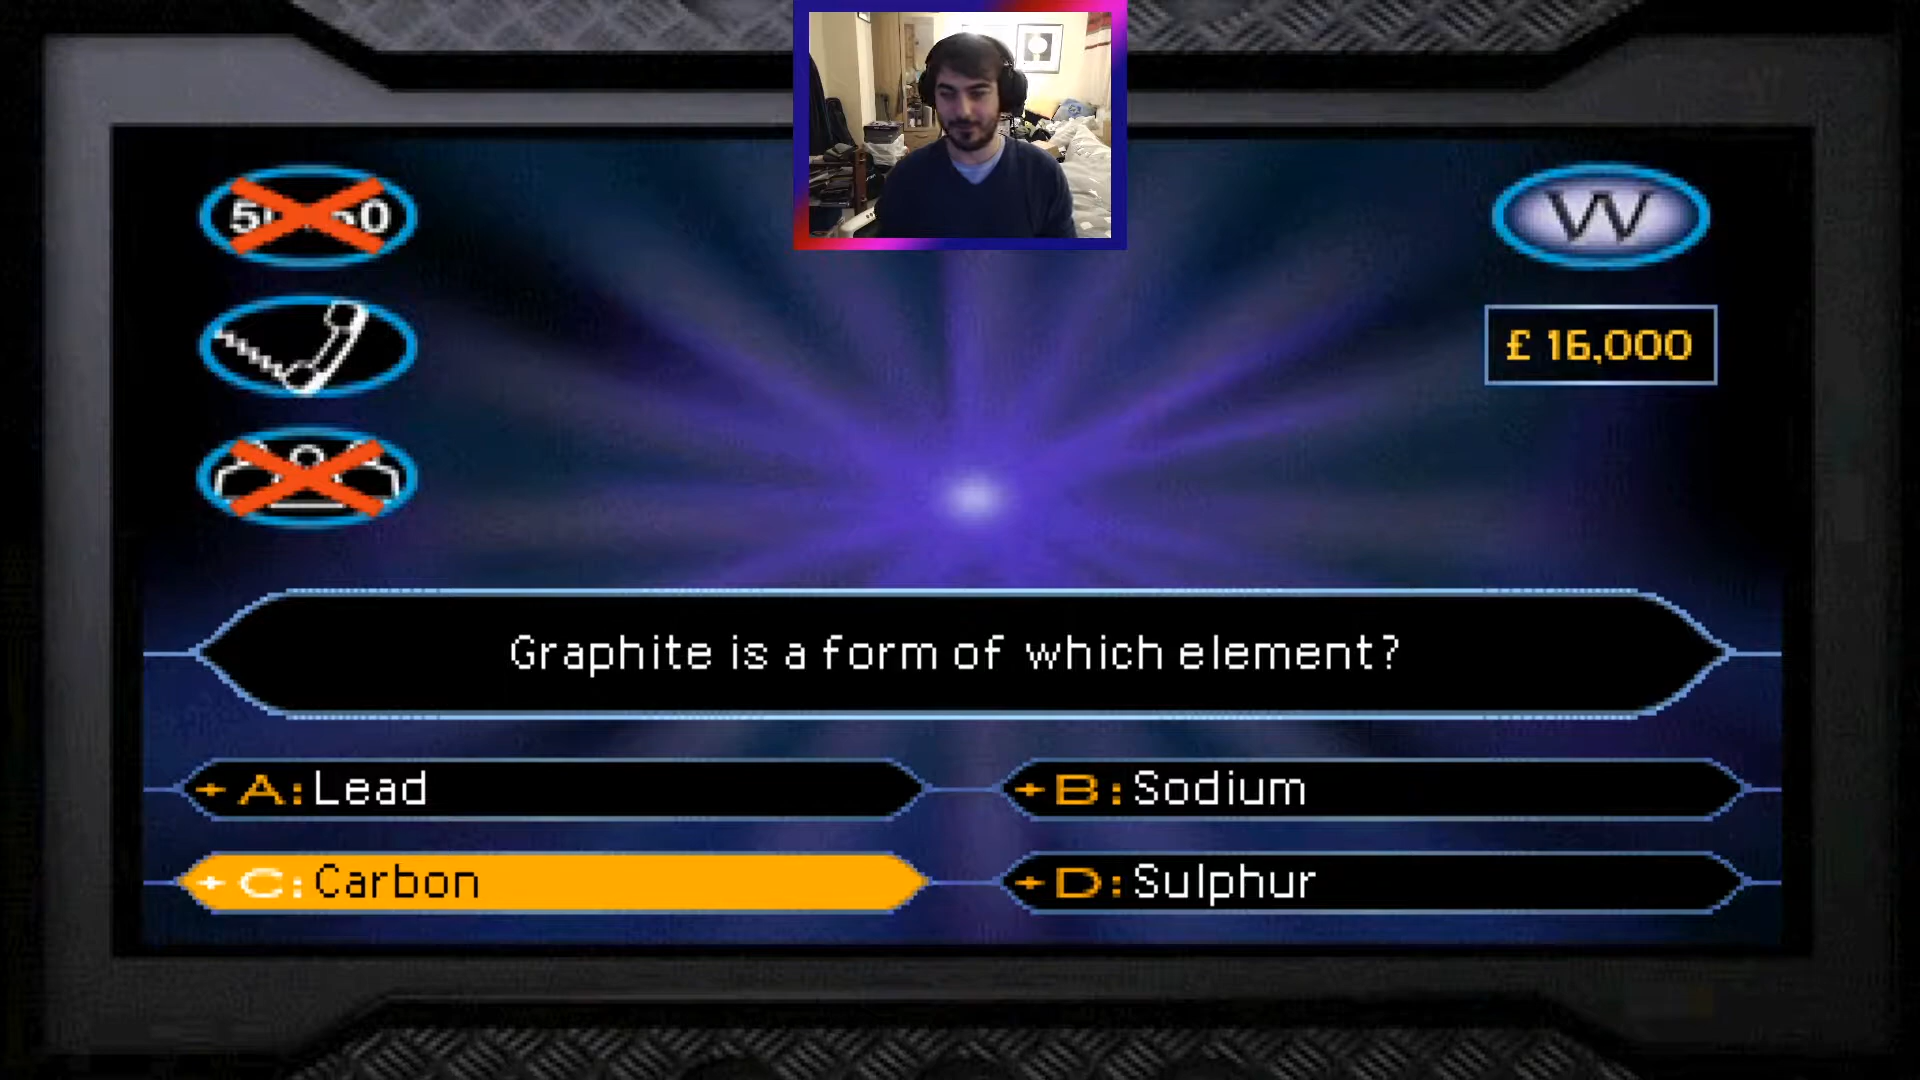 W
£ 16,000
Graphite is a form of which element?
A: Lead
B: Sodium
C: Carbon
D: Sulphur